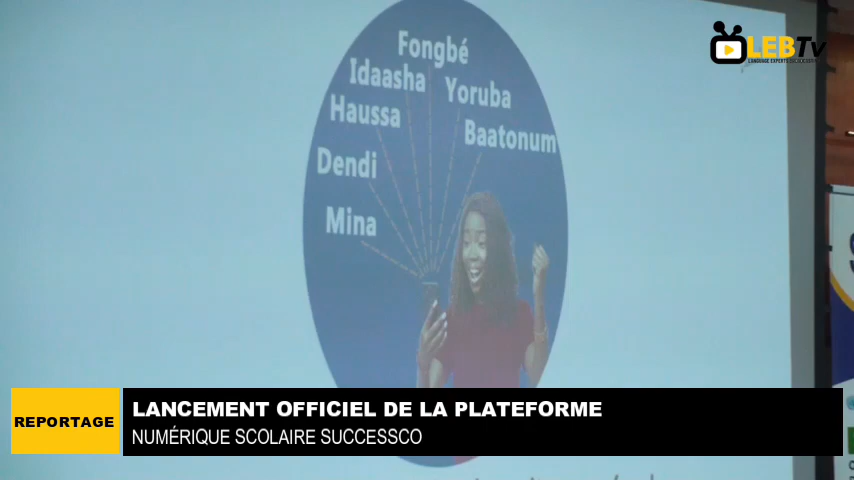 Fongbé
Idaasha
Yoruba
Haussa
Baatonum
Dendi
Mina
LEBTv
REPORTAGE
LANCEMENT OFFICIEL DE LA PLATEFORME
NUMÉRIQUE SCOLAIRE SUCCESSCO